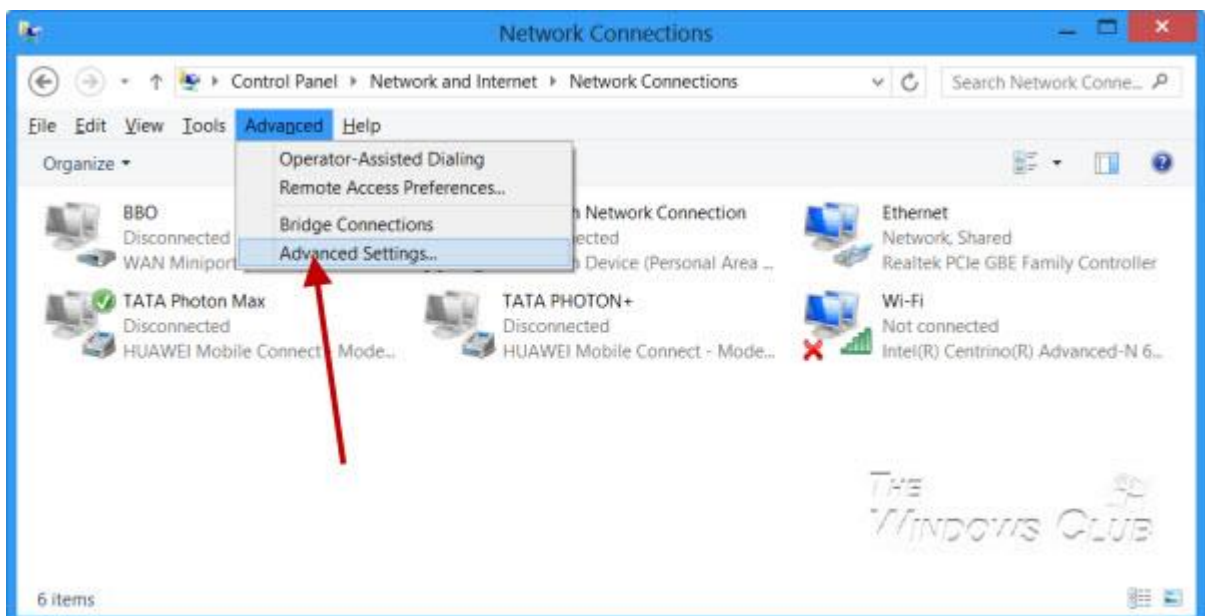 Network Connections
Control Panel Network and Internet Network Connections
Search Network Conne...
File Edit View Tools Advanced Help
Organize
Operator-Assisted Dialing
Remote Access Preferences...
Bridge Connections
Advanced Settings...
BBO
Disconnected
WAN Miniport
h Network Connection
ected
Device (Personal Area ...
Ethernet
Network, Shared
Realtek PCIe GBE Family Controller
TATA Photon Max
Disconnected
HUAWEI Mobile Connect - Mode...
TATA PHOTON+
Disconnected
HUAWEI Mobile Connect - Mode...
Wi-Fi
Not connected
Intel(R) Centrino(R) Advanced-N 6...
THE
WINDOWS CLUB
6 items